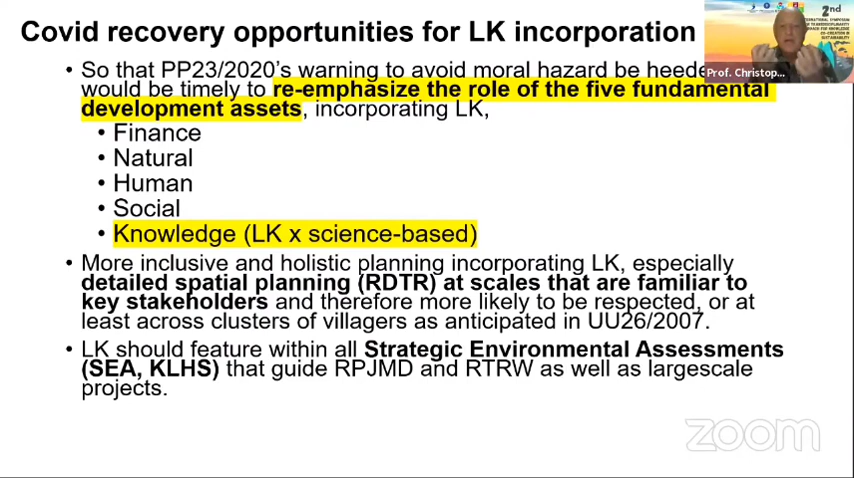 Covid recovery opportunities for LK incorporation
2nd
INTERNATIONAL SYMPOSIUM
SUSTAINABILITY
Prof. Christop...
• So that PP23/2020's warning to avoid moral hazard be heede
would be timely to re-emphasize the role of the five fundamental
development assets, incorporating LK,
• Finance
• Natural
• Human
• Social
• Knowledge (LK x science-based)
• More inclusive and holistic planning incorporating LK, especially
detailed spatial planning (RDTR) at scales that are familiar to
key stakeholders and therefore more likely to be respected, or at
least across clusters of villagers as anticipated in UU26/2007.
• LK should feature within all Strategic Environmental Assessments
(SEA, KLHS) that guide RPJMD and RTRW as well as largescale
projects.
zoom